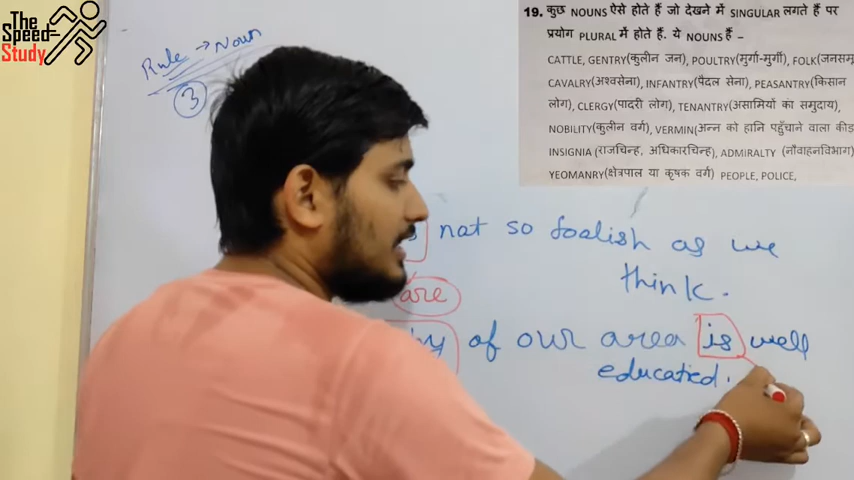 The
Speed
Study
Rule → Noun
3
19. कुछ NOUNS ऐसे होते हैं जो देखने में SINGULAR लगते हैं पर
प्रयोग PLURAL में होते हैं. ये NOUNS हैं –
CATTLE, GENTRY(कुलीन जन), POULTRY(मुर्गा-मुर्गी), FOLK(जनसमू
CAVALRY(अश्वसेना), INFANTRY(पैदल सेना), PEASANTRY(किसान
लोग), CLERGY(पादरी लोग), TENANTRY(असामियों का समुदाय),
NOBILITY(कुलीन वर्ग), VERMIN(अन्न को हानि पहुँचाने वाला कीड
INSIGNIA (राजचिन्ह, अधिकारचिन्ह), ADMIRALTY (नौवाहनविभाग)
YEOMANRY(क्षेत्रपाल या कृषक वर्ग) PEOPLE, POLICE,
nat so foolish as we
think.
are
of our area is well
educatied.